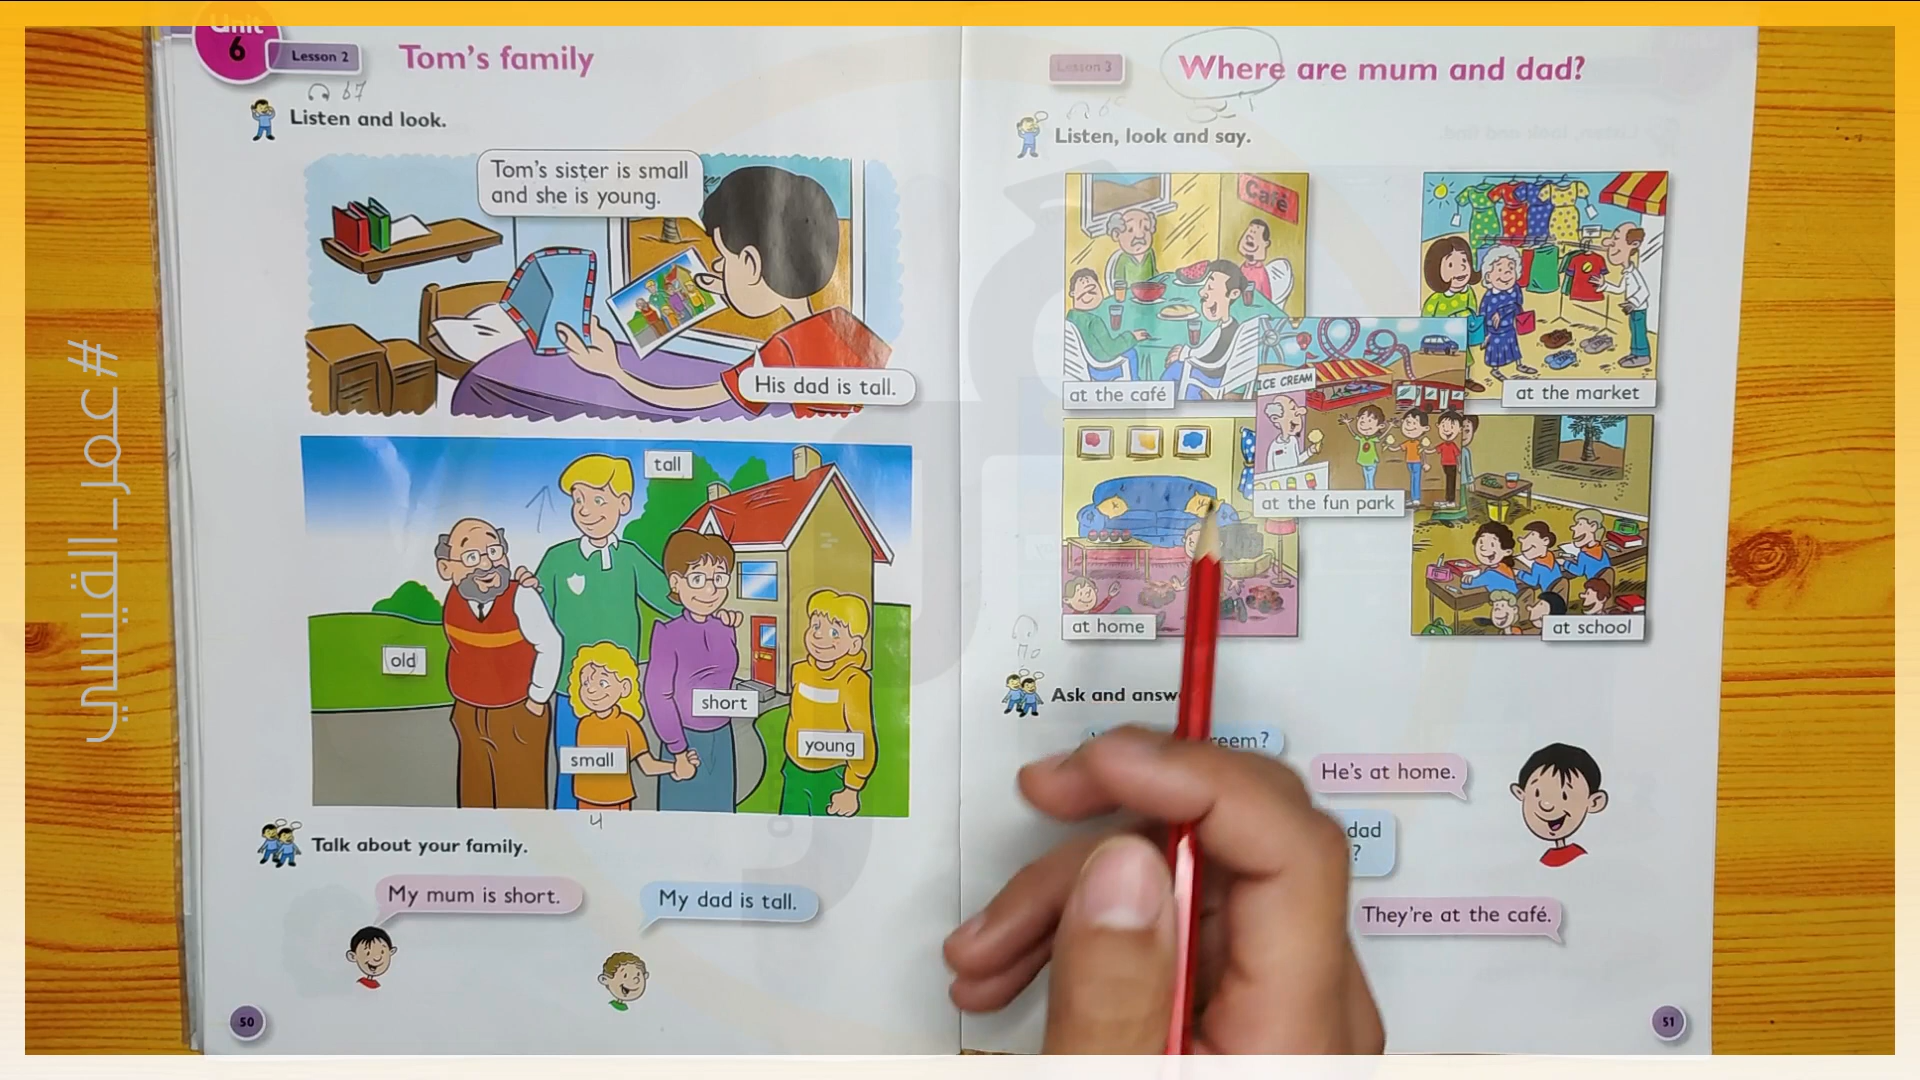 Unit
6
Lesson 2
Tom's family
67
Listen and look.
Tom's sister is small
and she is young.
His dad is tall.
tall
old
short
small
young
Talk about your family.
My mum is short.
My dad is tall.
50
Lesson 3
Where are mum and dad?
Listen, look and say.
Café
at the café
at the market
ICE CREAM
at the fun park
at home
at school
Ask and
He's at home.
dad
?
They're at the café.
51
#عمر_القيسي